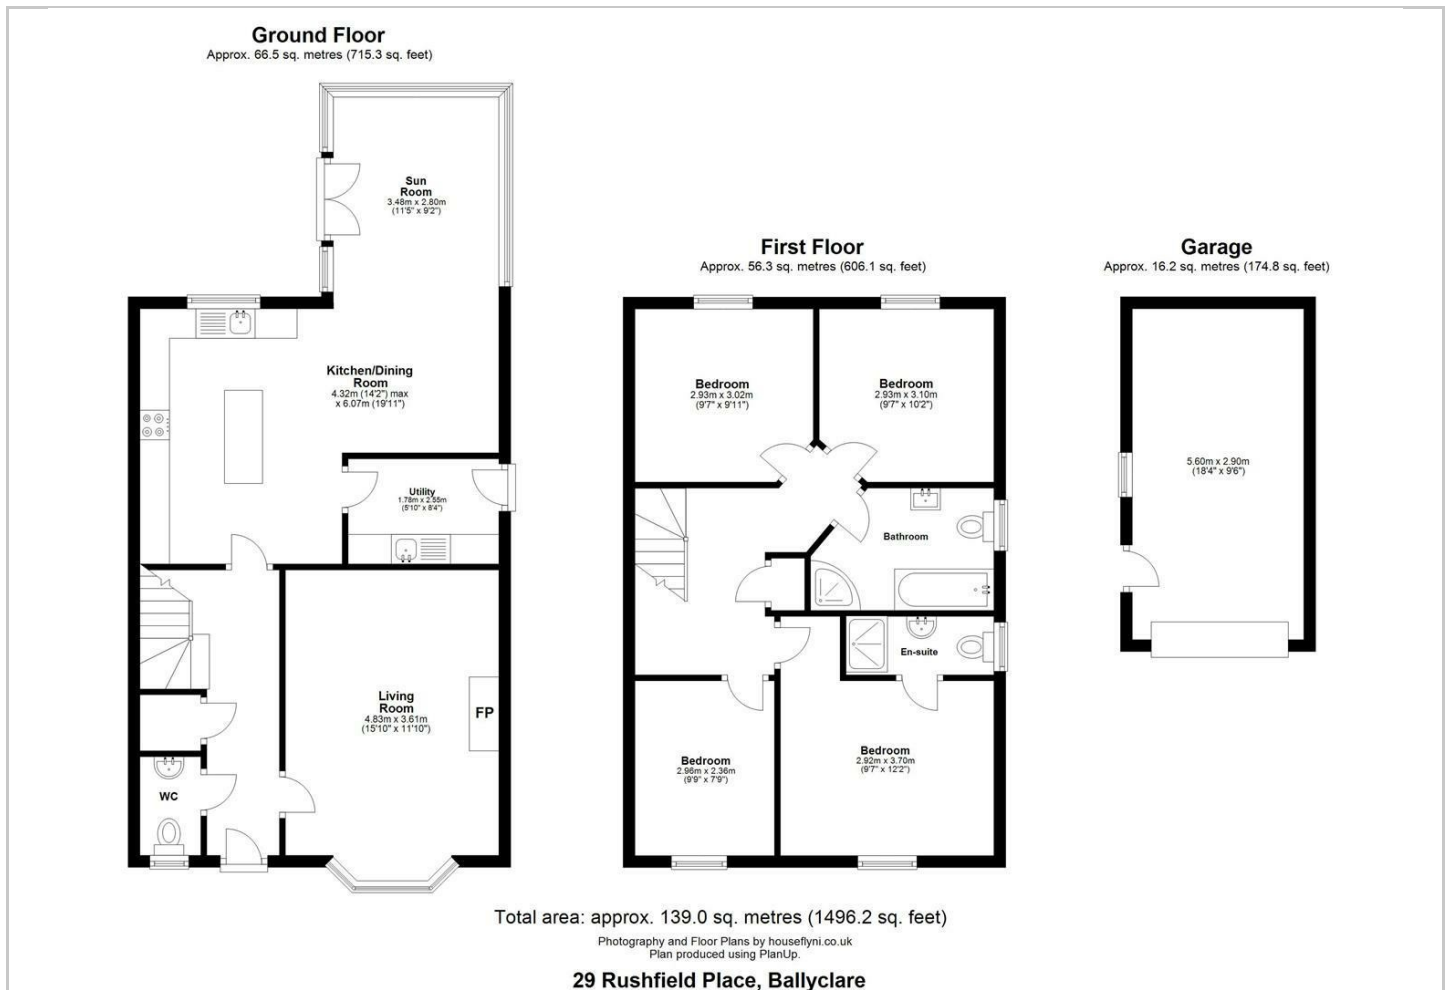 Ground Floor
Approx. 66.5 sq. metres (715.3 sq. feet)
Sun
Room
3.48m x 2.80m
(11'5" x 9'2")
Kitchen/Dining
Room
4.32m (14'2") max
x 6.07m (19'11")
Utility
1.78m x 2.55m
(5'10" x 8'4")
Living
Room
4.83m x 3.61m
(15'10" x 11'10")
FP
WC
First Floor
Approx. 56.3 sq. metres (606.1 sq. feet)
Bedroom
2.93m x 3.02m
(9'7" x 9'11")
Bedroom
2.93m x 3.10m
(9'7" x 10'2")
Bathroom
En-suite
Bedroom
2.96m x 2.36m
(9'9" x 7'9")
Bedroom
2.92m x 3.70m
(9'7" x 12'2")
Garage
Approx. 16.2 sq. metres (174.8 sq. feet)
5.60m x 2.90m
(18'4" x 9'6")
Total area: approx. 139.0 sq. metres (1496.2 sq. feet)
Photography and Floor Plans by houseflyni.co.uk
Plan produced using PlanUp.
29 Rushfield Place, Ballyclare